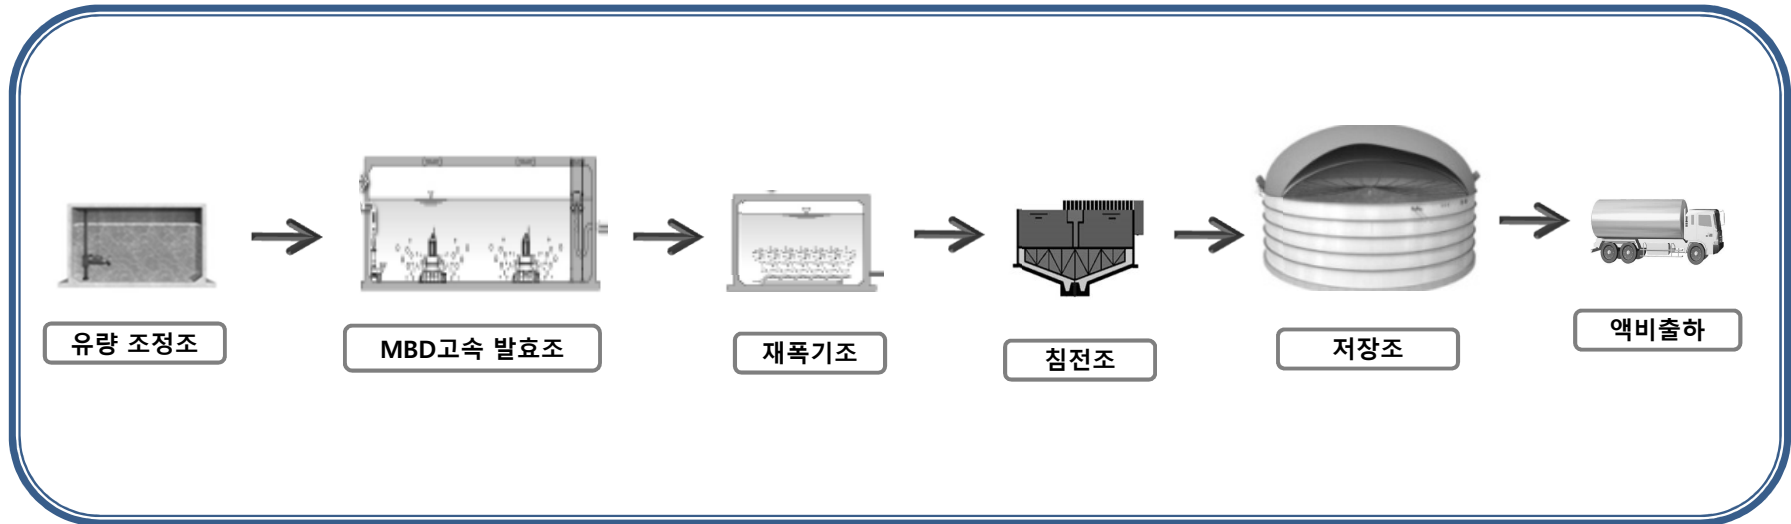 유량 조정조
MBD고속 발효조
재폭기조
침전조
저장조
액비출하